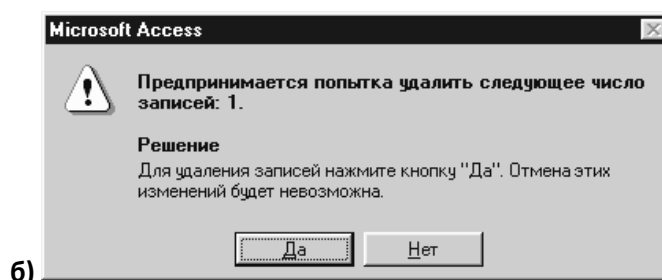 Microsoft Access
Предпринимается попытка удалить следующее число
записей: 1.
Решение
Для удаления записей нажмите кнопку "Да". Отмена этих
изменений будет невозможна.
Да Нет
б)